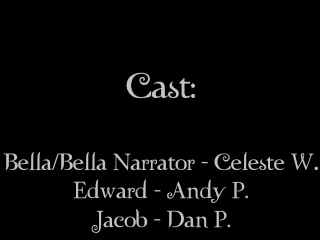 Cast:
Bella/Bella Narrator - Celeste W.
Edward - Andy P.
Jacob - Dan P.